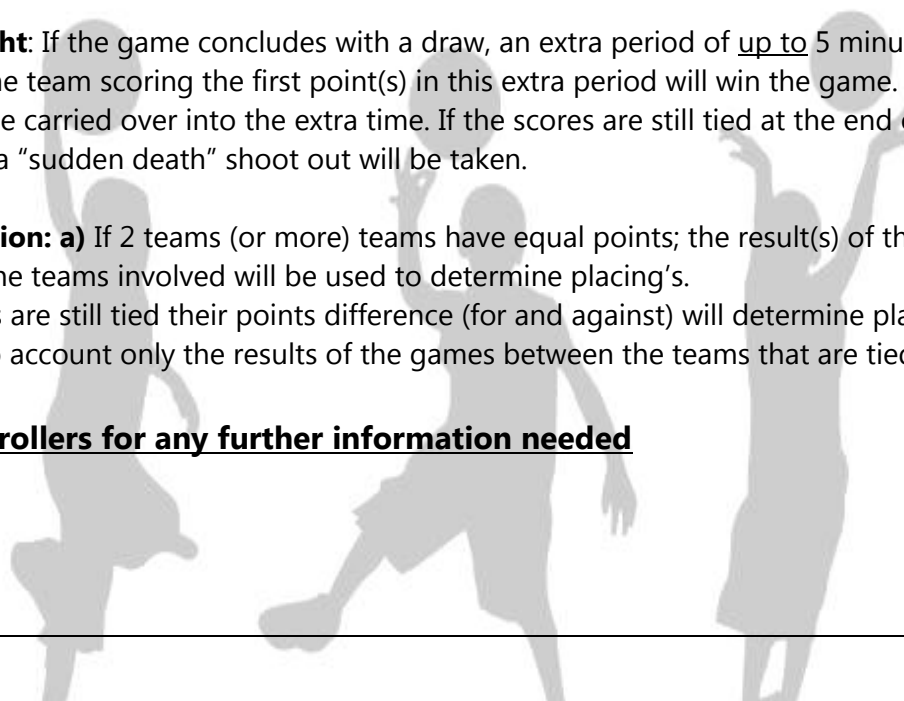 ht: If the game concludes with a draw, an extra period of up to 5 minu
he team scoring the first point(s) in this extra period will win the game.
e carried over into the extra time. If the scores are still tied at the end
a “sudden death” shoot out will be taken.
ion: a) If 2 teams (or more) teams have equal points; the result(s) of th
he teams involved will be used to determine placing’s.
s are still tied their points difference (for and against) will determine pla
account only the results of the games between the teams that are tied
rollers for any further information needed